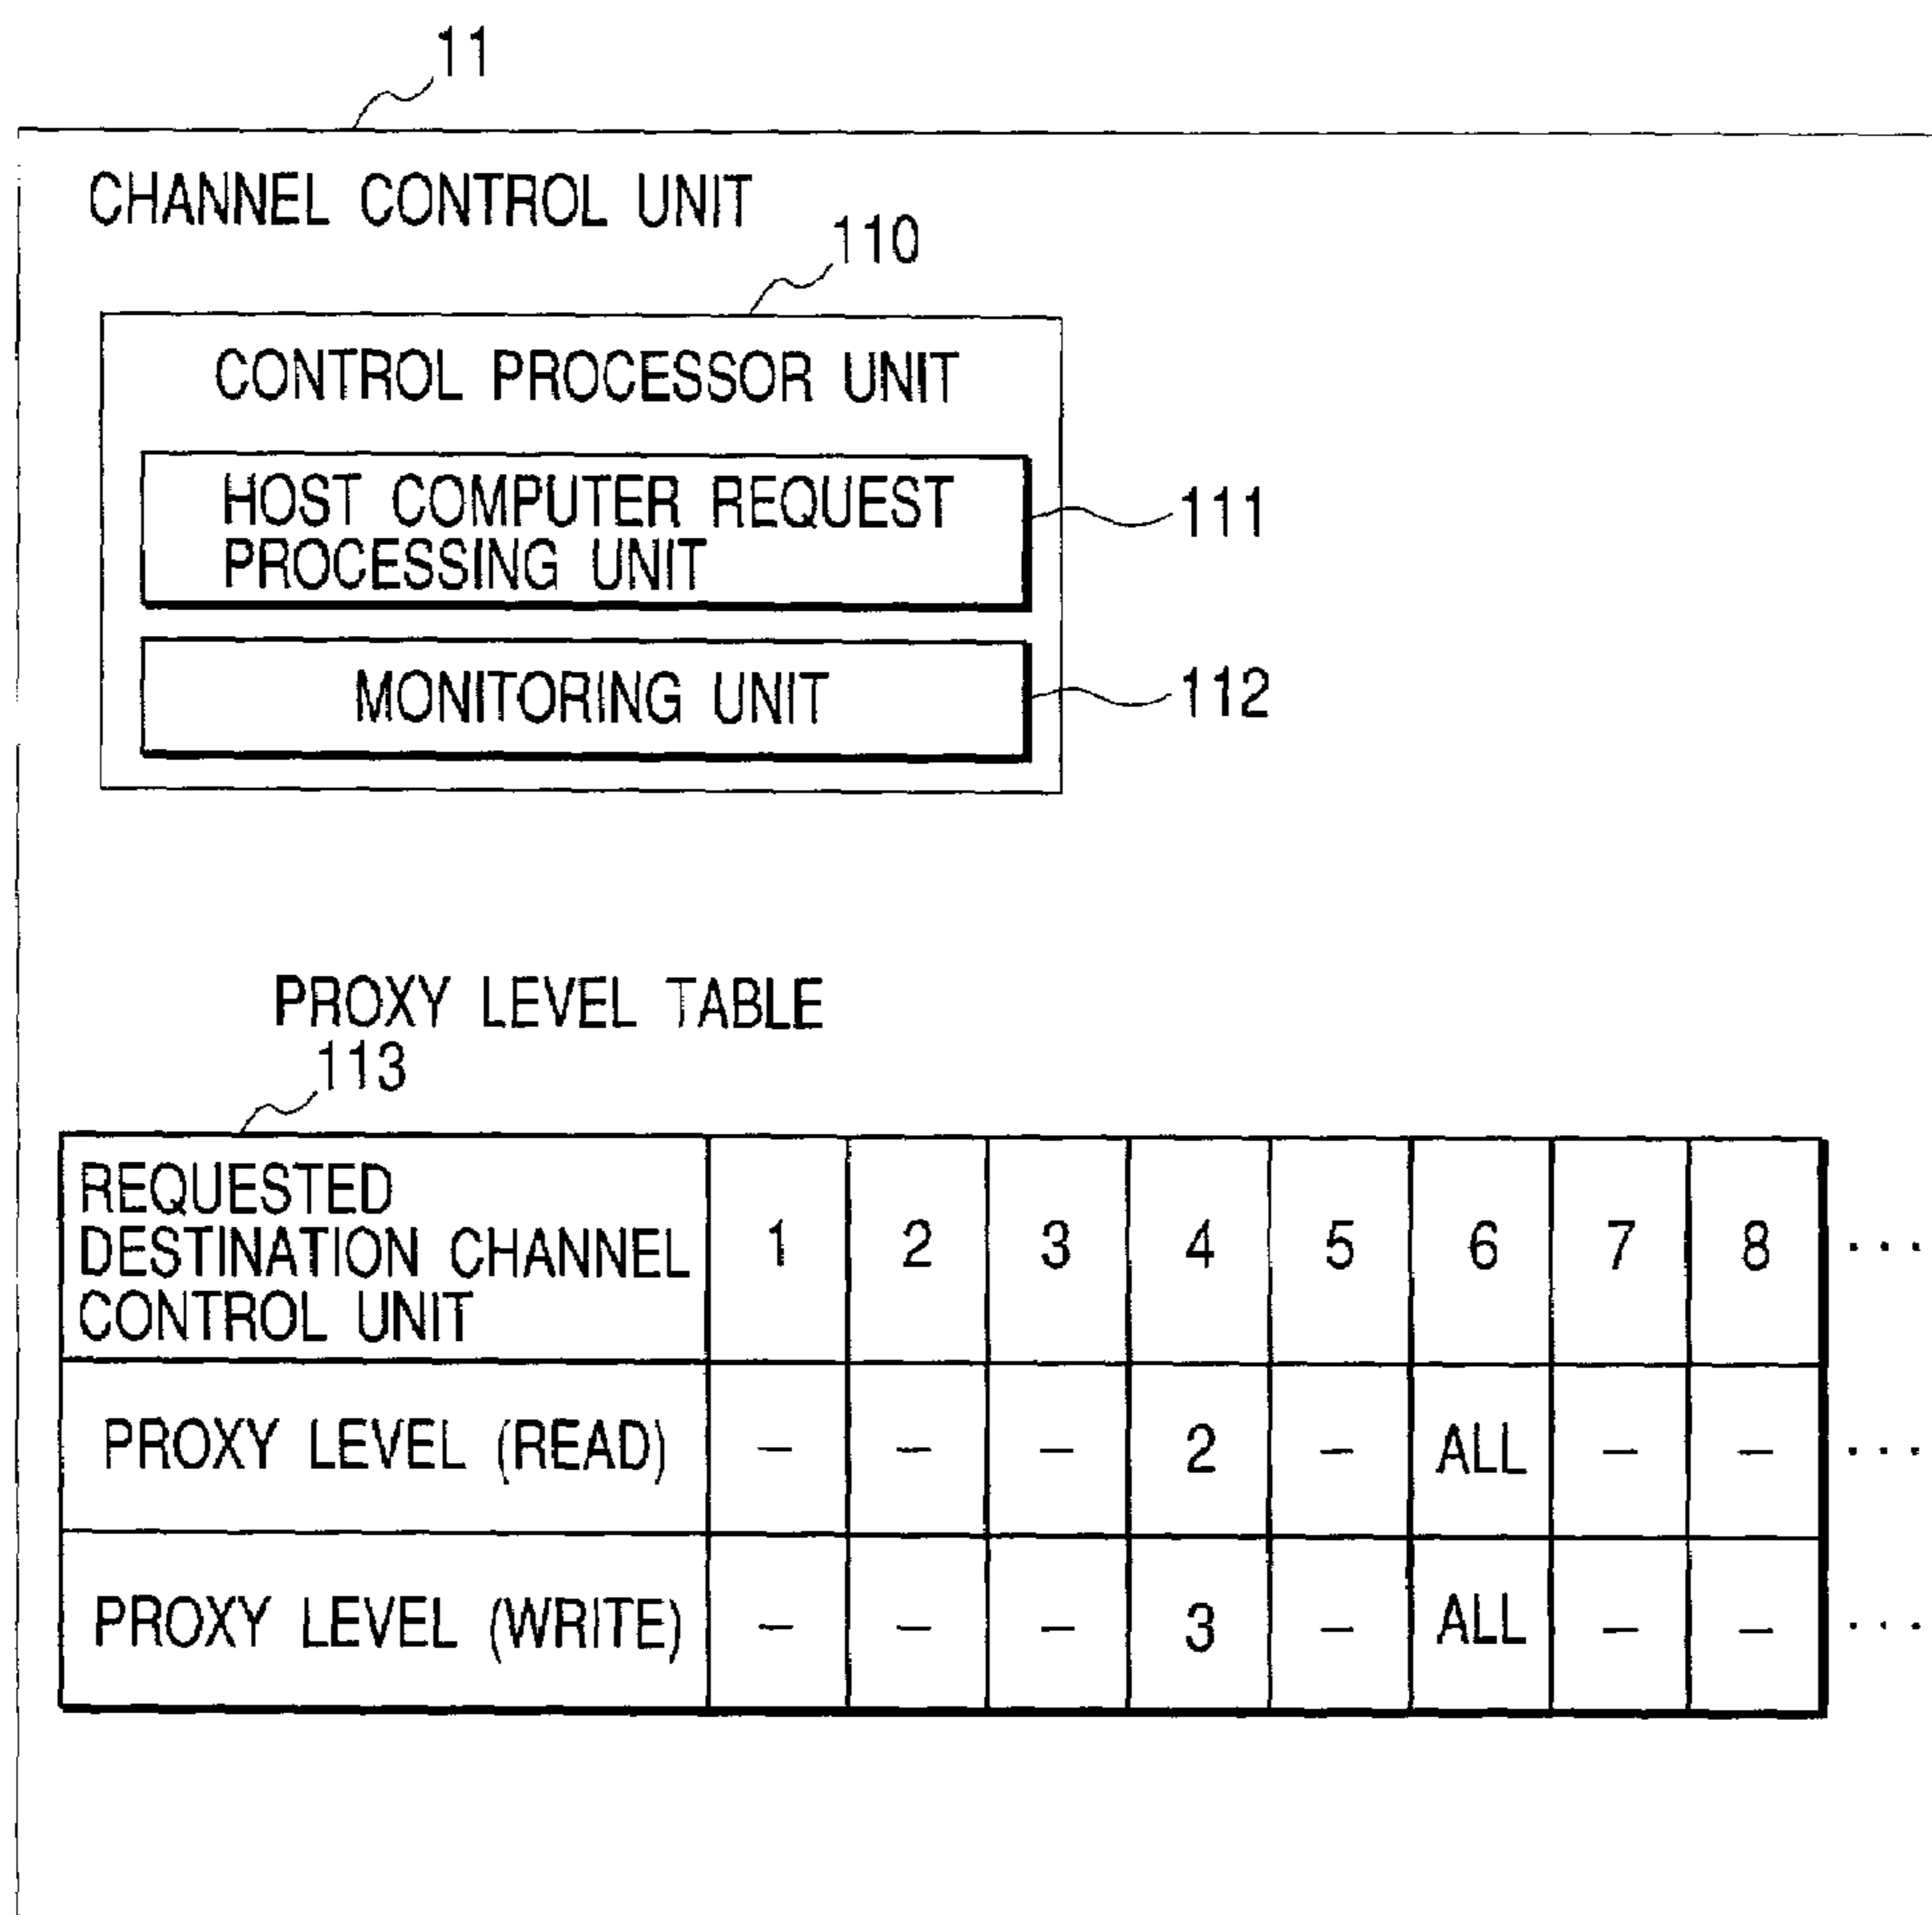 11
CHANNEL CONTROL UNIT
110
CONTROL PROCESSOR UNIT
HOST COMPUTER REQUEST
PROCESSING UNIT
111
MONITORING UNIT
112
PROXY LEVEL TABLE
113
REQUESTED
DESTINATION CHANNEL
CONTROL UNIT
1 2 3 4 5 6 7 8 ...
PROXY LEVEL (READ) – – – 2 – ALL – – ...
PROXY LEVEL (WRITE) – – – 3 – ALL – – ...